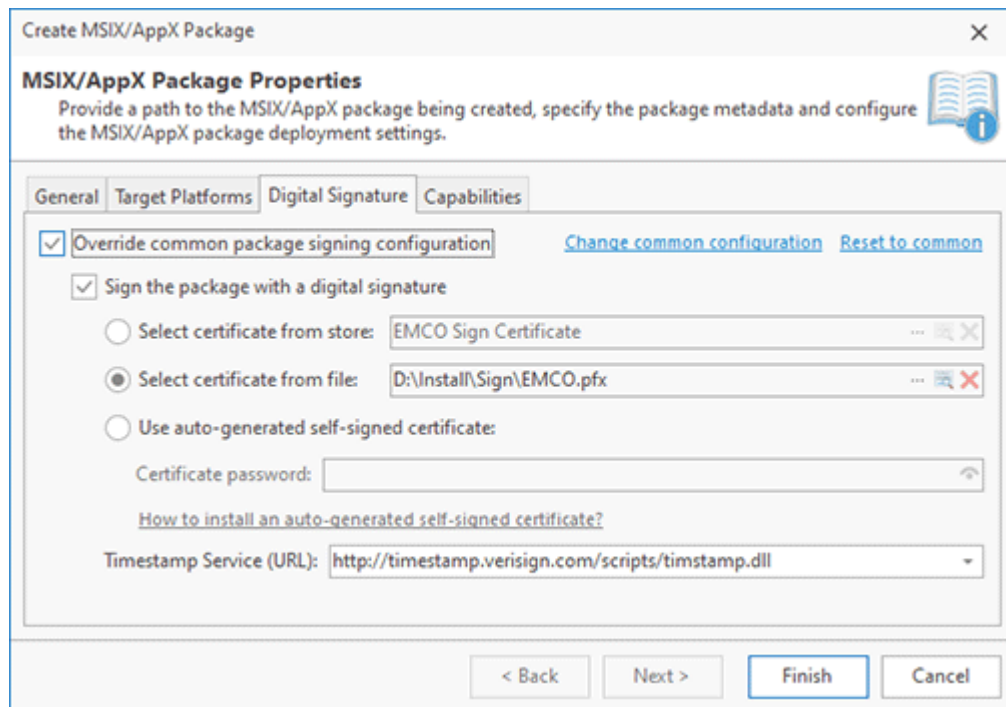 Create MSIX/AppX Package
MSIX/AppX Package Properties
Provide a path to the MSIX/AppX package being created, specify the package metadata and configure
the MSIX/AppX package deployment settings.
General Target Platforms Digital Signature Capabilities
Override common package signing configuration Change common configuration Reset to common
Sign the package with a digital signature
Select certificate from store: EMCO Sign Certificate ...
Select certificate from file: D:\Install\Sign\EMCO.pfx ...
Use auto-generated self-signed certificate:
Certificate password:
How to install an auto-generated self-signed certificate?
Timestamp Service (URL): http://timestamp.verisign.com/scripts/timstamp.dll
< Back Next > Finish Cancel